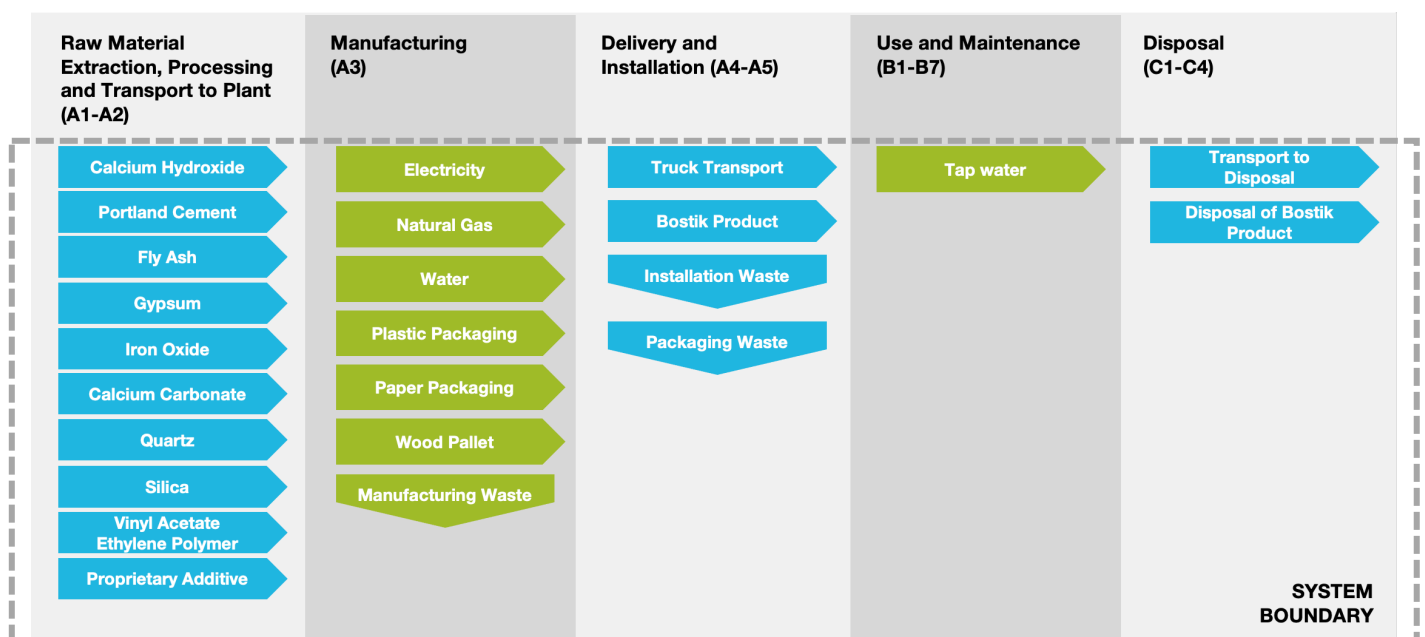 Raw Material
Extraction, Processing
and Transport to Plant
(A1-A2)
Manufacturing
(A3)
Delivery and
Installation (A4-A5)
Use and Maintenance
(B1-B7)
Disposal
(C1-C4)
Calcium Hydroxide
Portland Cement
Fly Ash
Gypsum
Iron Oxide
Calcium Carbonate
Quartz
Silica
Vinyl Acetate
Ethylene Polymer
Proprietary Additive
Electricity
Natural Gas
Water
Plastic Packaging
Paper Packaging
Wood Pallet
Manufacturing Waste
Truck Transport
Bostik Product
Installation Waste
Packaging Waste
Tap water
Transport to
Disposal
Disposal of Bostik
Product
SYSTEM
BOUNDARY